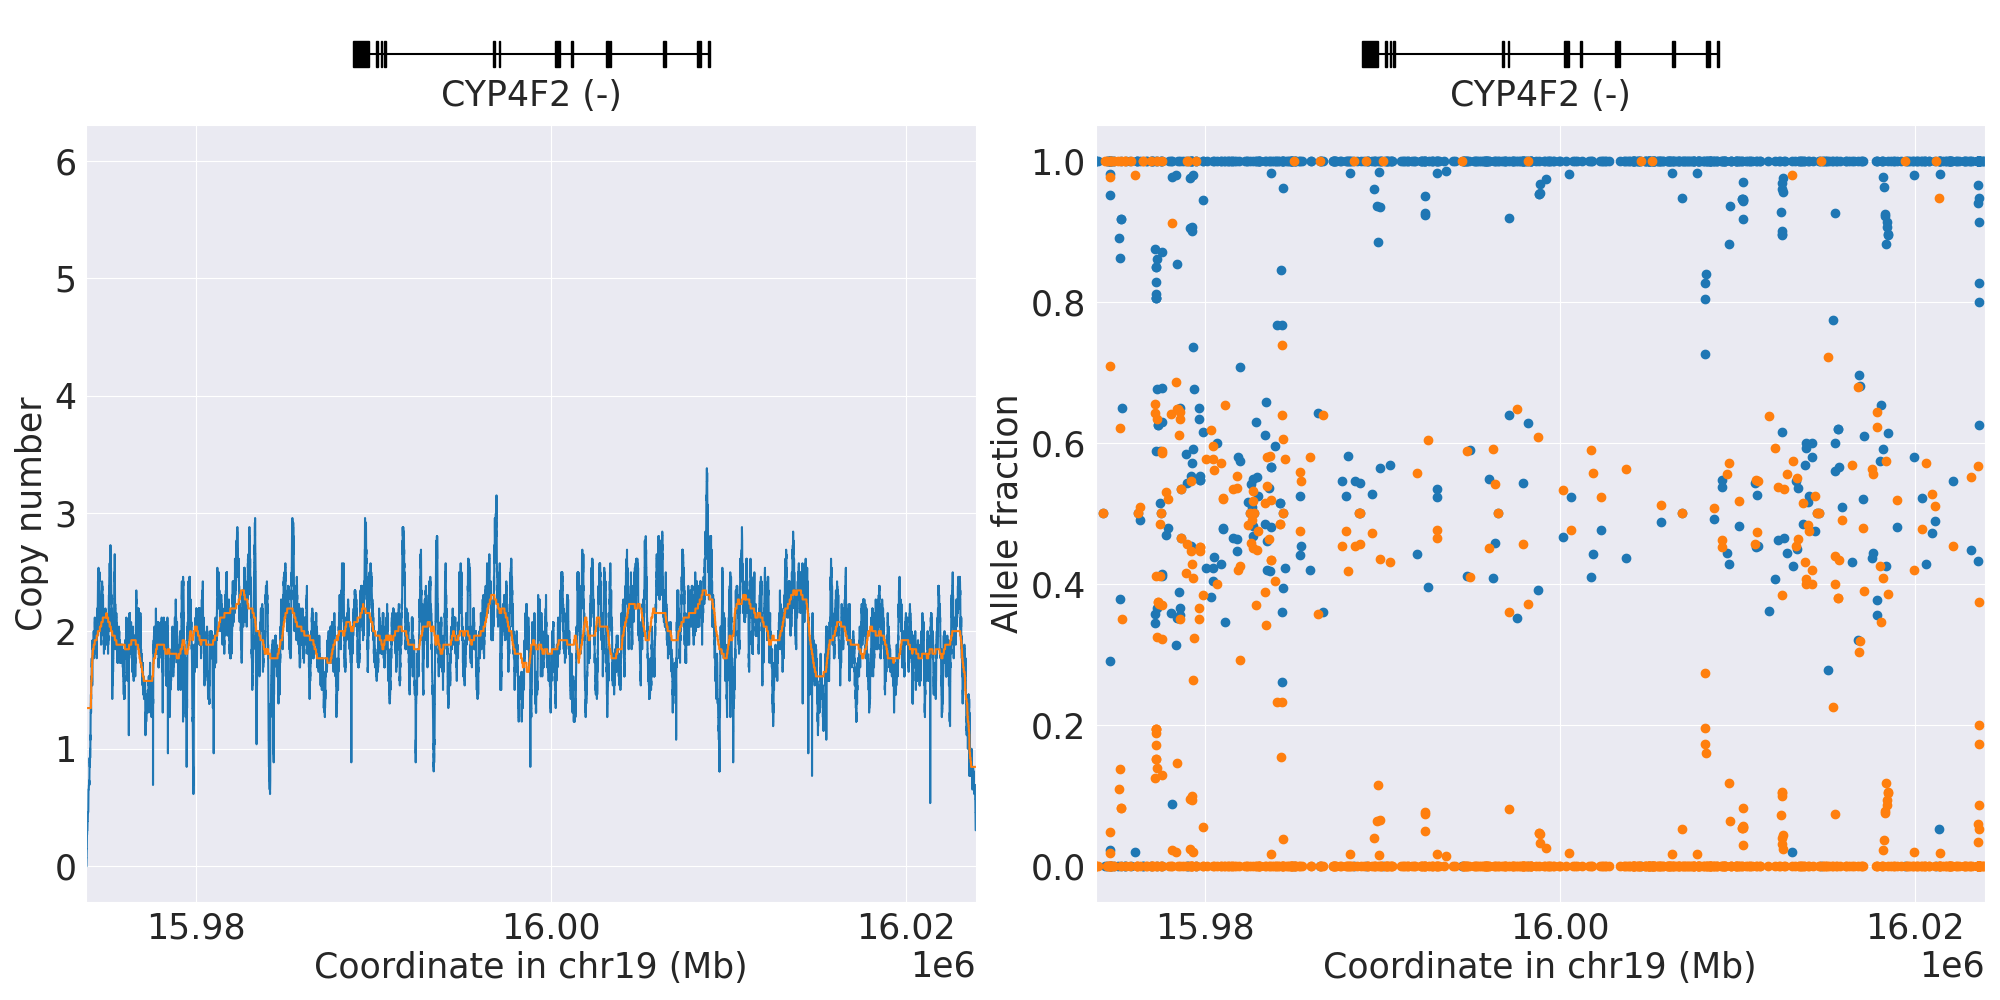 CYP4F2 (-)
6
5
4
3
2
1
0
Copy number
15.98
16.00
16.02
Coordinate in chr19 (Mb)
1e6
CYP4F2 (-)
1.0
0.8
0.6
0.4
0.2
0.0
Allele fraction
15.98
16.00
16.02
Coordinate in chr19 (Mb)
1e6